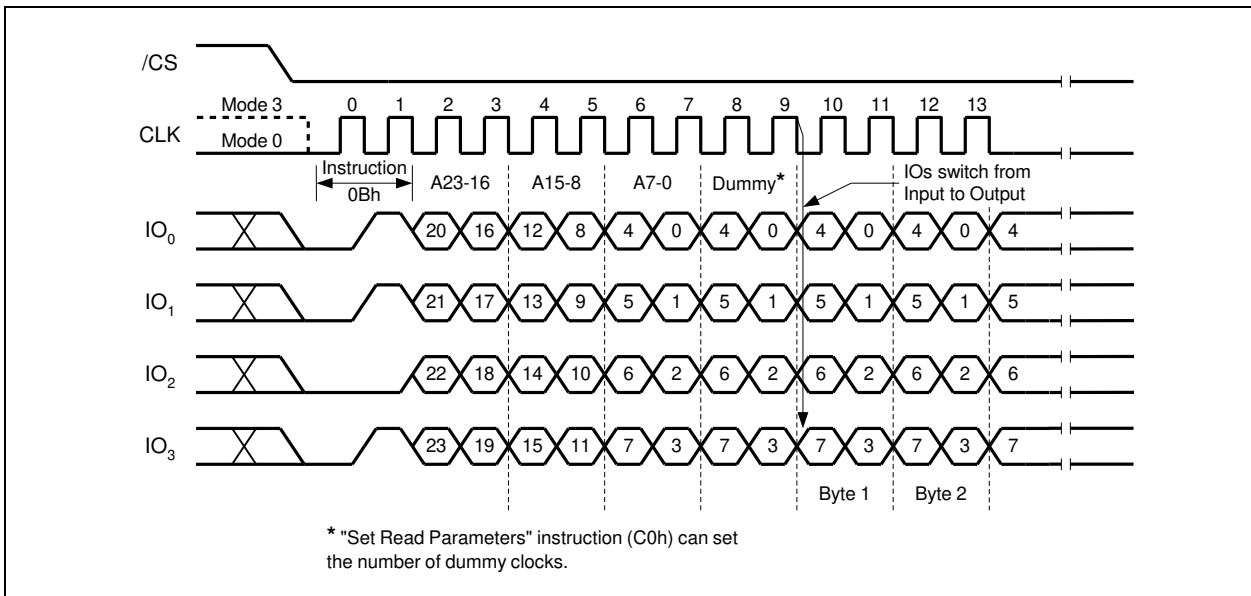 /CS
Mode 3 0 1 2 3 4 5 6 7 8 9 10 11 12 13
CLK
Mode 0
Instruction
0Bh
A23-16 A15-8 A7-0 Dummy*
IOs switch from
Input to Output
IO0 20 16 12 8 4 0 4 0 4 0 4 0 4
IO1 21 17 13 9 5 1 5 1 5 1 5 1 5
IO2 22 18 14 10 6 2 6 2 6 2 6 2 6
IO3 23 19 15 11 7 3 7 3 7 3 7 3 7
Byte 1 Byte 2
* "Set Read Parameters" instruction (C0h) can set
the number of dummy clocks.